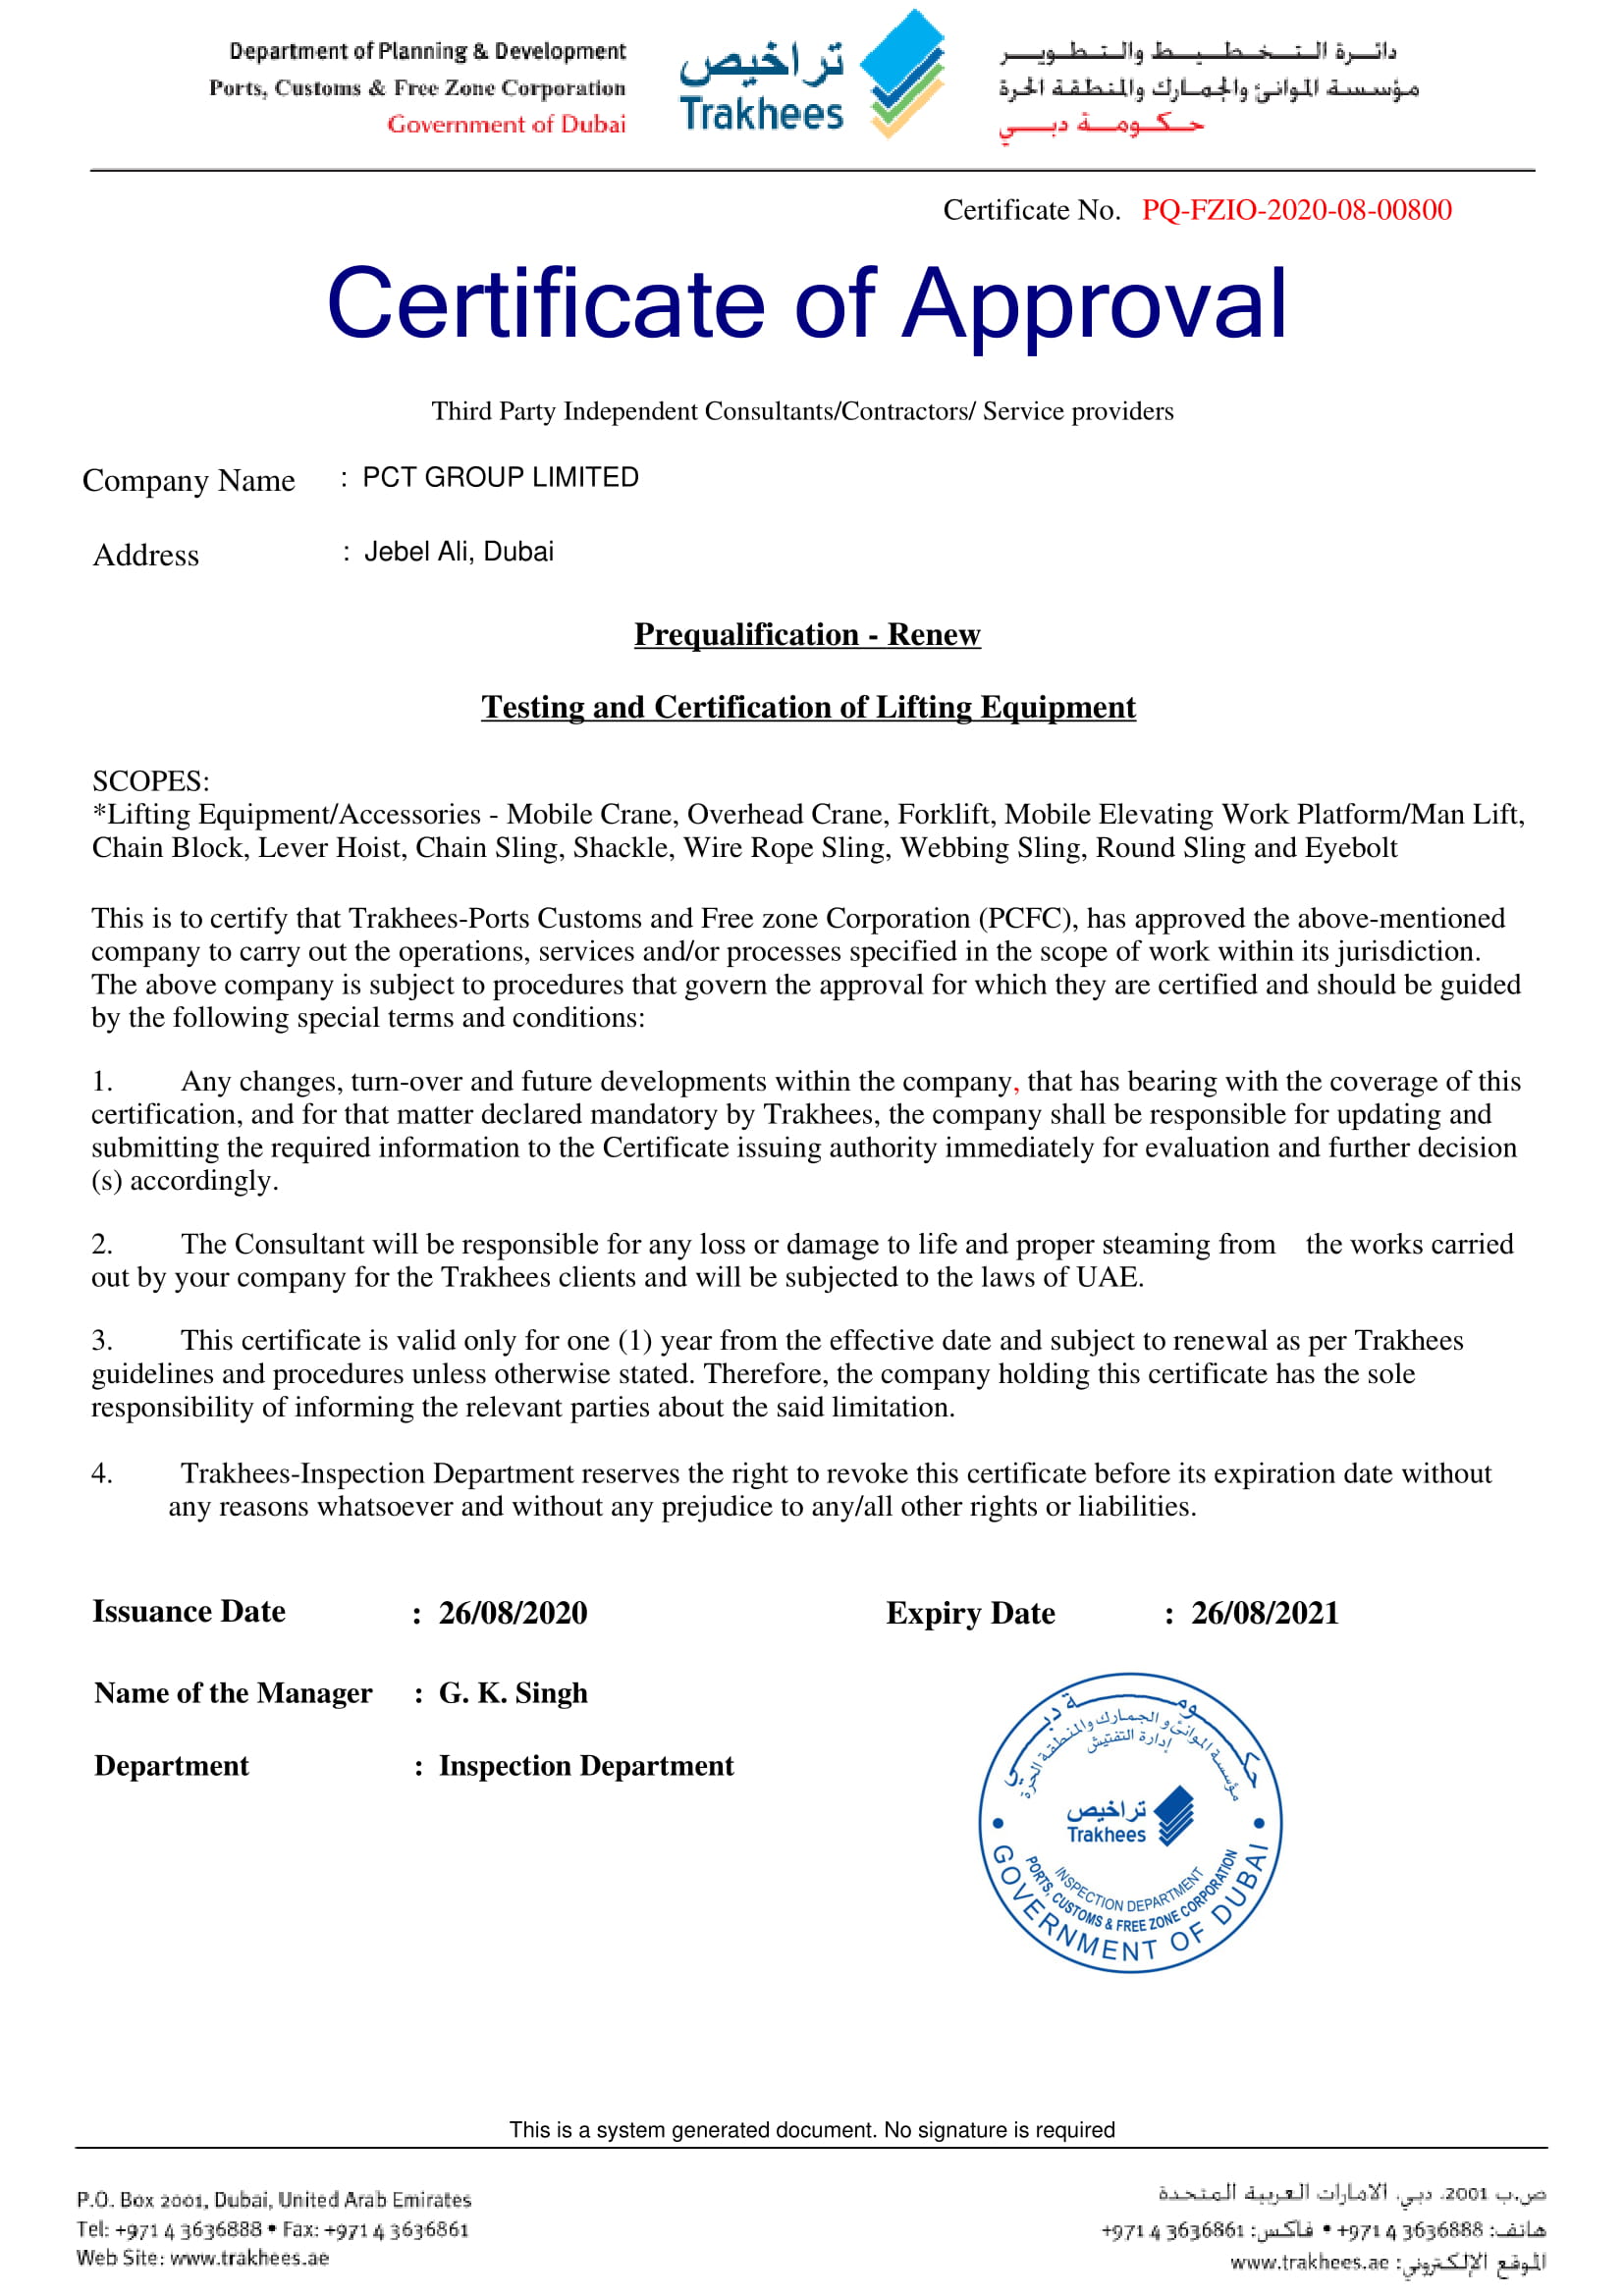 Department of Planning & Development
Ports, Customs & Free Zone Corporation
Government of Dubai
تراخيص
Trakhees
دائـــرة الـتـــخـــطـــيـــط والـتـــطـــويـــر
مؤسـسـة الموانئ والجمـارك والمنطقـة الحرة
حـكـومـة دبـــي
Certificate No. PQ-FZIO-2020-08-00800
Certificate of Approval
Third Party Independent Consultants/Contractors/ Service providers
Company Name : PCT GROUP LIMITED
Address : Jebel Ali, Dubai
Prequalification - Renew
Testing and Certification of Lifting Equipment
SCOPES:
*Lifting Equipment/Accessories - Mobile Crane, Overhead Crane, Forklift, Mobile Elevating Work Platform/Man Lift,
Chain Block, Lever Hoist, Chain Sling, Shackle, Wire Rope Sling, Webbing Sling, Round Sling and Eyebolt
This is to certify that Trakhees-Ports Customs and Free zone Corporation (PCFC), has approved the above-mentioned
company to carry out the operations, services and/or processes specified in the scope of work within its jurisdiction.
The above company is subject to procedures that govern the approval for which they are certified and should be guided
by the following special terms and conditions:
1. Any changes, turn-over and future developments within the company, that has bearing with the coverage of this
certification, and for that matter declared mandatory by Trakhees, the company shall be responsible for updating and
submitting the required information to the Certificate issuing authority immediately for evaluation and further decision
(s) accordingly.
2. The Consultant will be responsible for any loss or damage to life and proper steaming from the works carried
out by your company for the Trakhees clients and will be subjected to the laws of UAE.
3. This certificate is valid only for one (1) year from the effective date and subject to renewal as per Trakhees
guidelines and procedures unless otherwise stated. Therefore, the company holding this certificate has the sole
responsibility of informing the relevant parties about the said limitation.
4. Trakhees-Inspection Department reserves the right to revoke this certificate before its expiration date without
any reasons whatsoever and without any prejudice to any/all other rights or liabilities.
Issuance Date : 26/08/2020 Expiry Date : 26/08/2021
Name of the Manager : G. K. Singh
Department : Inspection Department
حكـومـة دبـي
مؤسسة الموانئ و الجمارك والمنطقة الحرة
إدارة التفتيش
تراخيص
Trakhees
INSPECTION DEPARTMENT
PORTS, CUSTOMS & FREE ZONE CORPORATION
GOVERNMENT OF DUBAI
This is a system generated document. No signature is required
P.O. Box 2001, Dubai, United Arab Emirates
Tel: +971 4 3636888 • Fax: +971 4 3636861
Web Site: www.trakhees.ae
ص.ب 2001، دبي، الامارات العربية المتحدة
هاتف: 3636888 4 971+ • فاكس: 3636861 4 971+
الموقع الإلكتروني: www.trakhees.ae